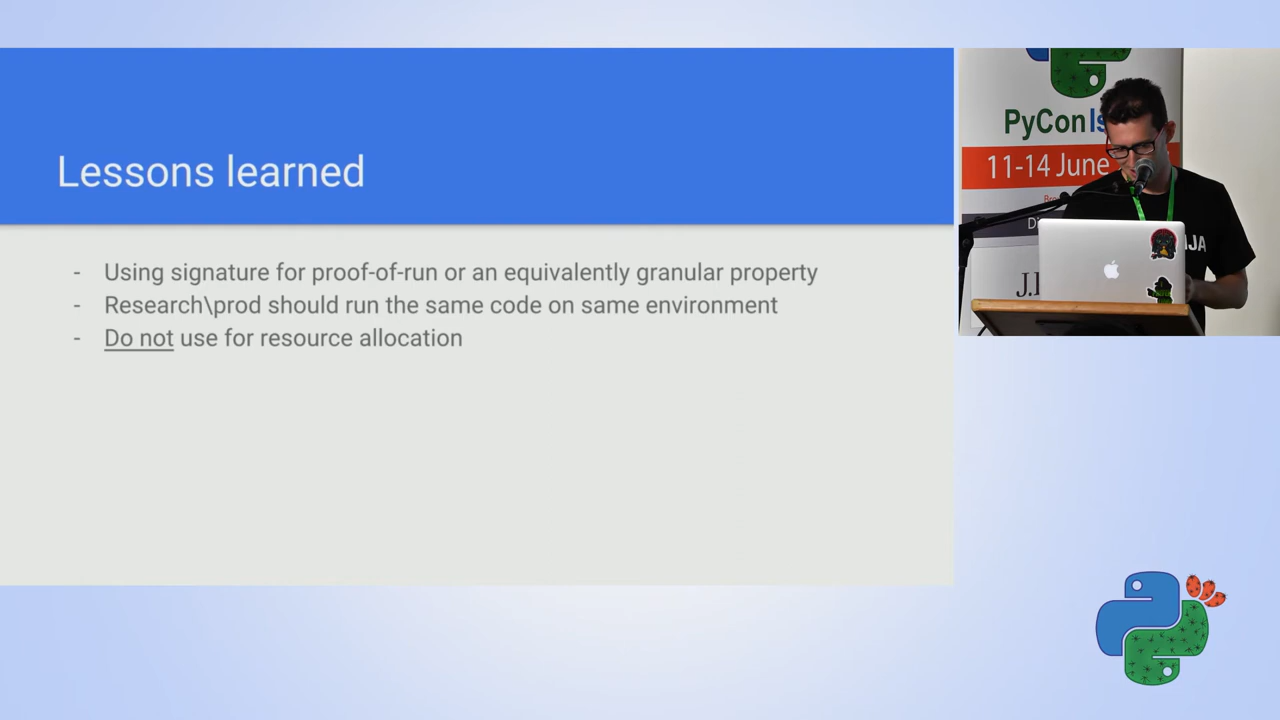 Lessons learned
- Using signature for proof-of-run or an equivalently granular property
- Research\prod should run the same code on same environment
- Do not use for resource allocation
PyCon Is
11-14 June
IJA